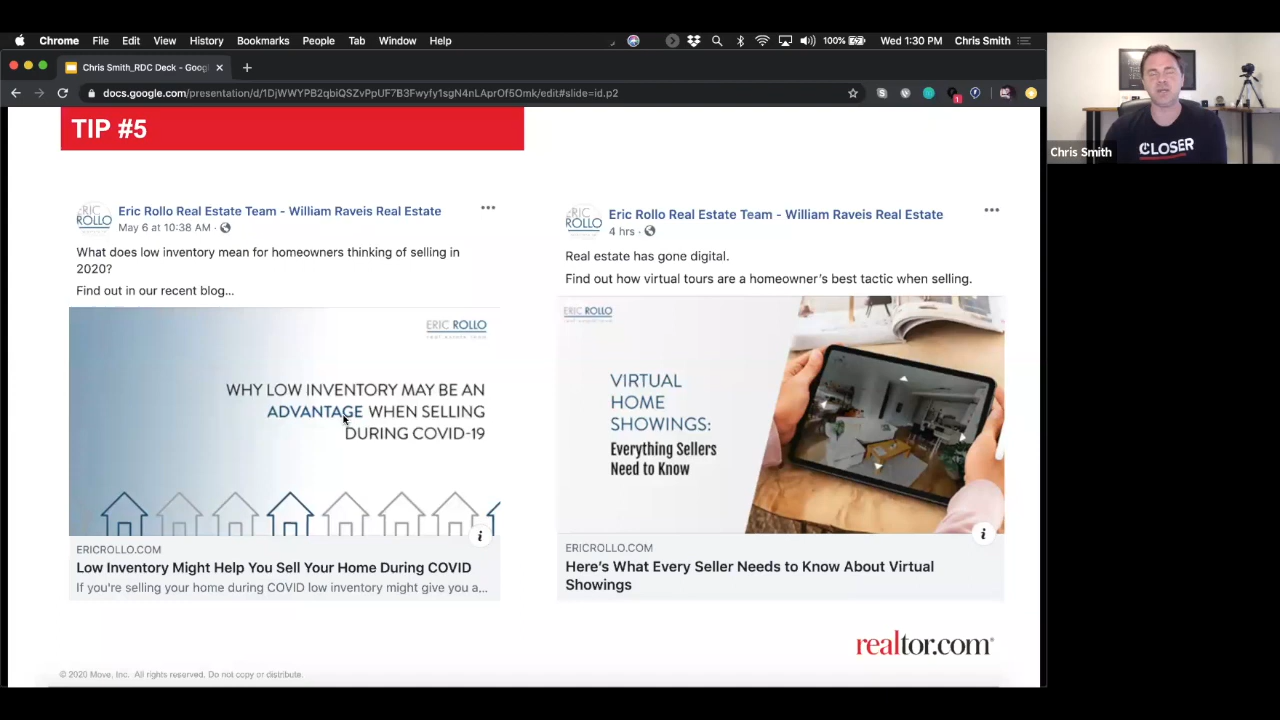 Chrome File Edit View History Bookmarks People Tab Window Help 100% Wed 1:30 PM Chris Smith
Chris Smith_RDC Deck - Goog
docs.google.com/presentation/d/1DjWWYPB2qbiQSZvPpUF7B3Fwyfy1sgN4nLAprOf5Omk/edit#slide=id.p2
1
CLOSER
Chris Smith
TIP #5
Eric Rollo Real Estate Team - William Raveis Real Estate
May 6 at 10:38 AM ·
What does low inventory mean for homeowners thinking of selling in
2020?
Find out in our recent blog...
ERIC ROLLO
real estate team
WHY LOW INVENTORY MAY BE AN
ADVANTAGE WHEN SELLING
DURING COVID-19
ERICROLLO.COM
Low Inventory Might Help You Sell Your Home During COVID
If you're selling your home during COVID low inventory might give you a...
Eric Rollo Real Estate Team - William Raveis Real Estate
4 hrs ·
Real estate has gone digital.
Find out how virtual tours are a homeowner's best tactic when selling.
ERIC ROLLO
real estate team
VIRTUAL
HOME
SHOWINGS:
Everything Sellers
Need to Know
ERICROLLO.COM
Here's What Every Seller Needs to Know About Virtual
Showings
realtor.com®
© 2020 Move, Inc. All rights reserved. Do not copy or distribute.